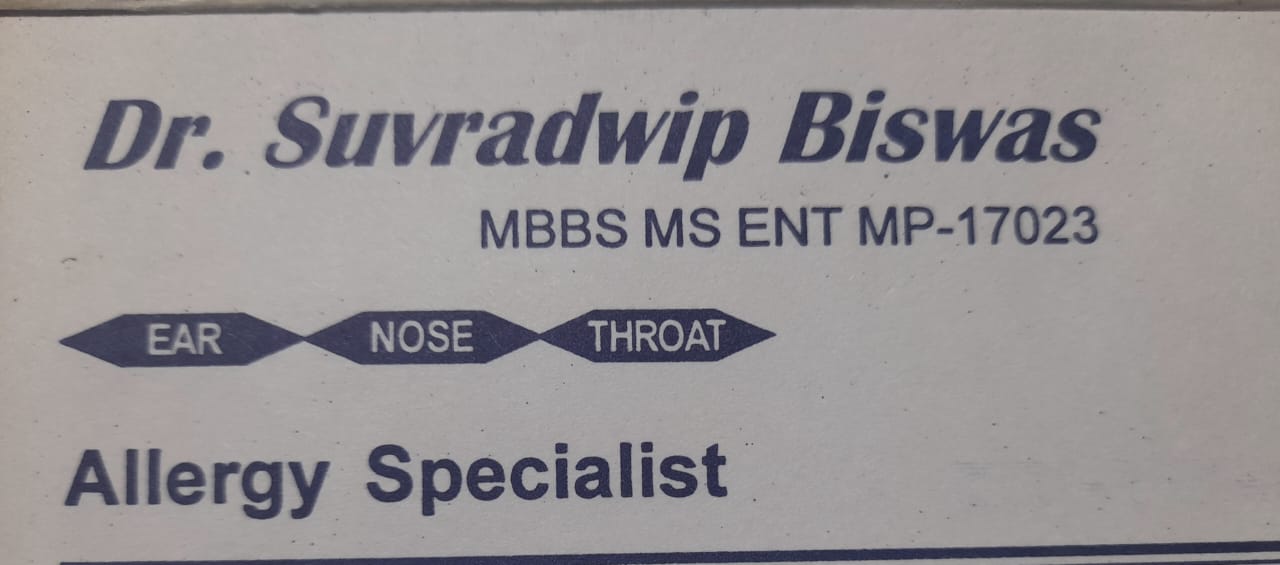 Dr. Suvradwip Biswas
MBBS MS ENT MP-17023
EAR NOSE THROAT
Allergy Specialist